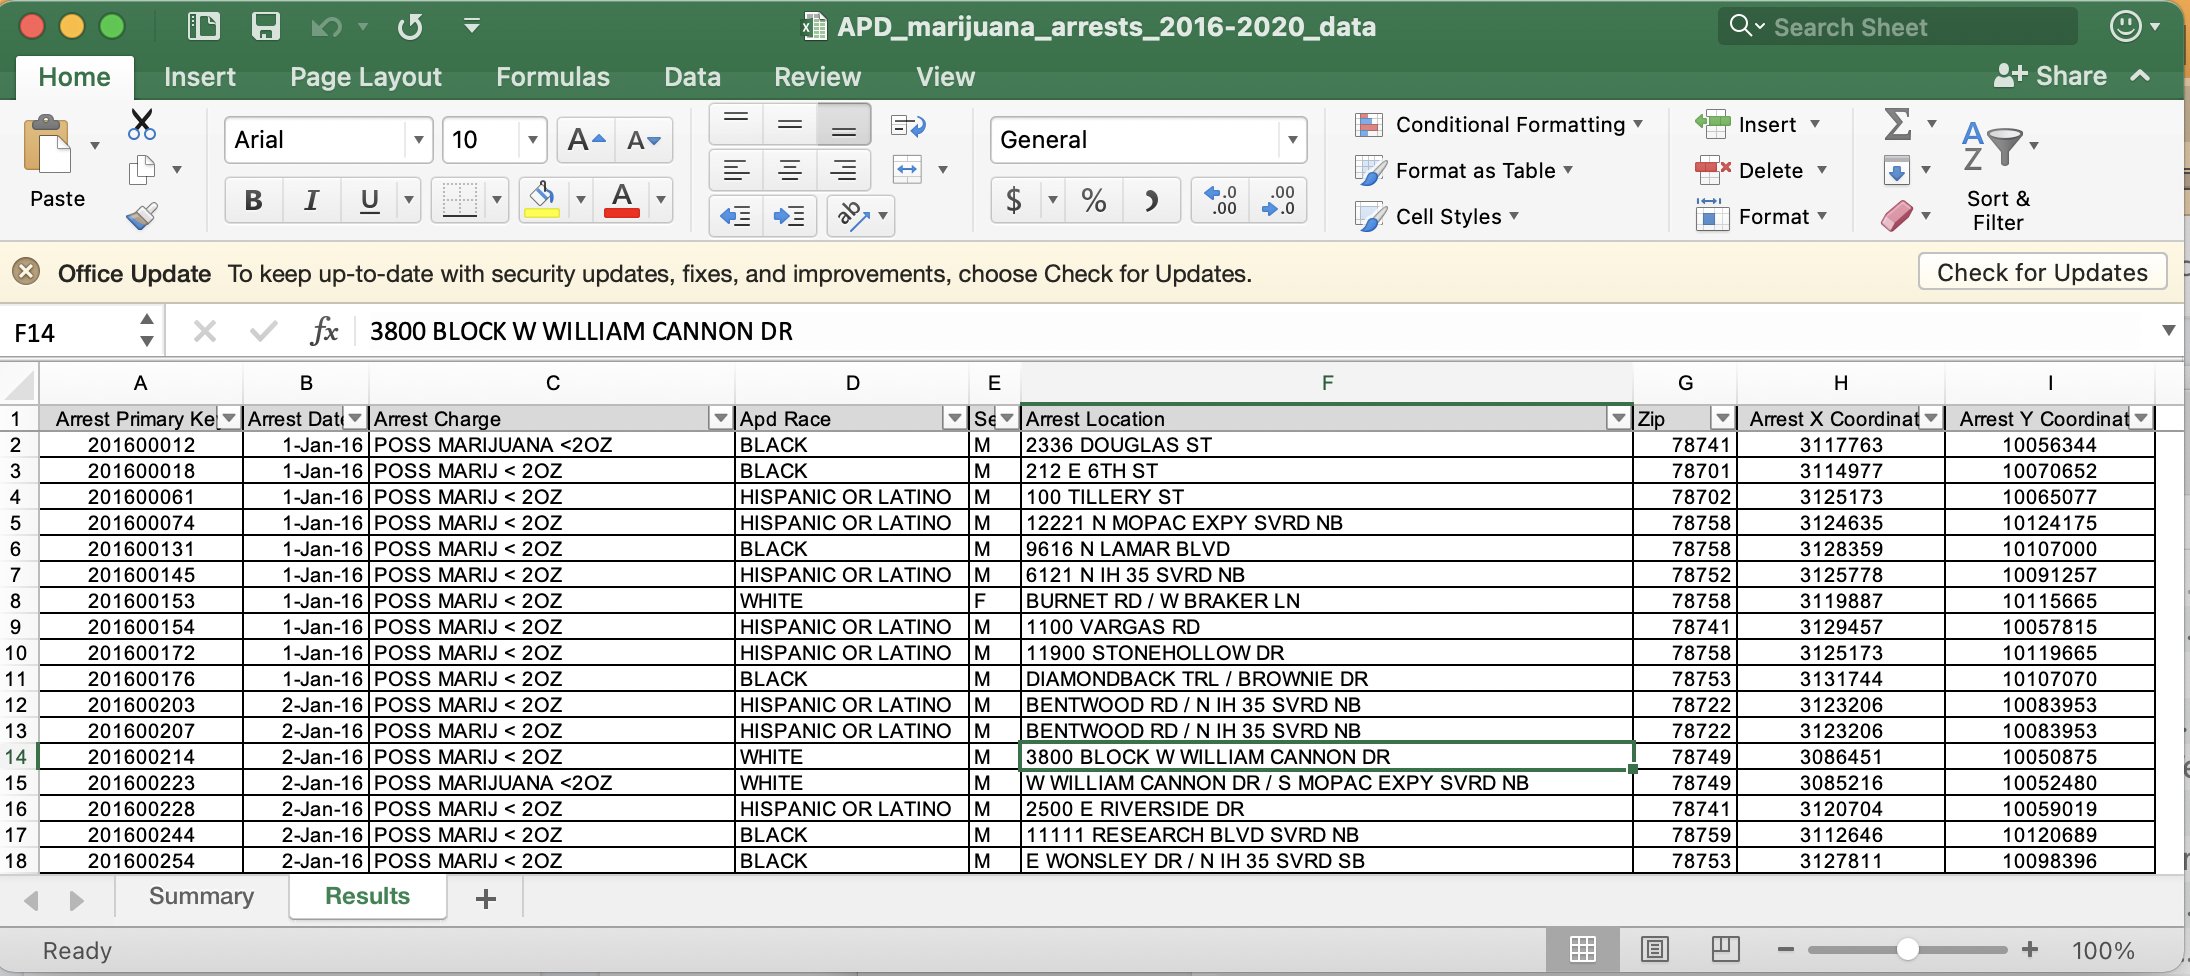 APD_marijuana_arrests_2016-2020_data
Search Sheet
Home Insert Page Layout Formulas Data Review View
Share
Paste
Arial 10 A A
B I U A
ab
General
$ % .0 .00 .00 .0
Conditional Formatting
Format as Table
Cell Styles
Insert
Delete
Format
Σ
A Z
Sort & Filter
Office Update To keep up-to-date with security updates, fixes, and improvements, choose Check for Updates.
Check for Updates
F14 fx 3800 BLOCK W WILLIAM CANNON DR
A B C D E F G H I
1 Arrest Primary Ke Arrest Dat Arrest Charge Apd Race Se Arrest Location Zip Arrest X Coordinat Arrest Y Coordinat
2 201600012 1-Jan-16 POSS MARIJUANA <2OZ BLACK M 2336 DOUGLAS ST 78741 3117763 10056344
3 201600018 1-Jan-16 POSS MARIJ < 2OZ BLACK M 212 E 6TH ST 78701 3114977 10070652
4 201600061 1-Jan-16 POSS MARIJ < 2OZ HISPANIC OR LATINO M 100 TILLERY ST 78702 3125173 10065077
5 201600074 1-Jan-16 POSS MARIJ < 2OZ HISPANIC OR LATINO M 12221 N MOPAC EXPY SVRD NB 78758 3124635 10124175
6 201600131 1-Jan-16 POSS MARIJ < 2OZ BLACK M 9616 N LAMAR BLVD 78758 3128359 10107000
7 201600145 1-Jan-16 POSS MARIJ < 2OZ HISPANIC OR LATINO M 6121 N IH 35 SVRD NB 78752 3125778 10091257
8 201600153 1-Jan-16 POSS MARIJ < 2OZ WHITE F BURNET RD / W BRAKER LN 78758 3119887 10115665
9 201600154 1-Jan-16 POSS MARIJ < 2OZ HISPANIC OR LATINO M 1100 VARGAS RD 78741 3129457 10057815
10 201600172 1-Jan-16 POSS MARIJ < 2OZ HISPANIC OR LATINO M 11900 STONEHOLLOW DR 78758 3125173 10119665
11 201600176 1-Jan-16 POSS MARIJ < 2OZ BLACK M DIAMONDBACK TRL / BROWNIE DR 78753 3131744 10107070
12 201600203 2-Jan-16 POSS MARIJ < 2OZ HISPANIC OR LATINO M BENTWOOD RD / N IH 35 SVRD NB 78722 3123206 10083953
13 201600207 2-Jan-16 POSS MARIJ < 2OZ HISPANIC OR LATINO M BENTWOOD RD / N IH 35 SVRD NB 78722 3123206 10083953
14 201600214 2-Jan-16 POSS MARIJ < 2OZ WHITE M 3800 BLOCK W WILLIAM CANNON DR 78749 3086451 10050875
15 201600223 2-Jan-16 POSS MARIJUANA <2OZ WHITE M W WILLIAM CANNON DR / S MOPAC EXPY SVRD NB 78749 3085216 10052480
16 201600228 2-Jan-16 POSS MARIJ < 2OZ HISPANIC OR LATINO M 2500 E RIVERSIDE DR 78741 3120704 10059019
17 201600244 2-Jan-16 POSS MARIJ < 2OZ BLACK M 11111 RESEARCH BLVD SVRD NB 78759 3112646 10120689
18 201600254 2-Jan-16 POSS MARIJ < 2OZ BLACK M E WONSLEY DR / N IH 35 SVRD SB 78753 3127811 10098396
Summary Results +
Ready
100%